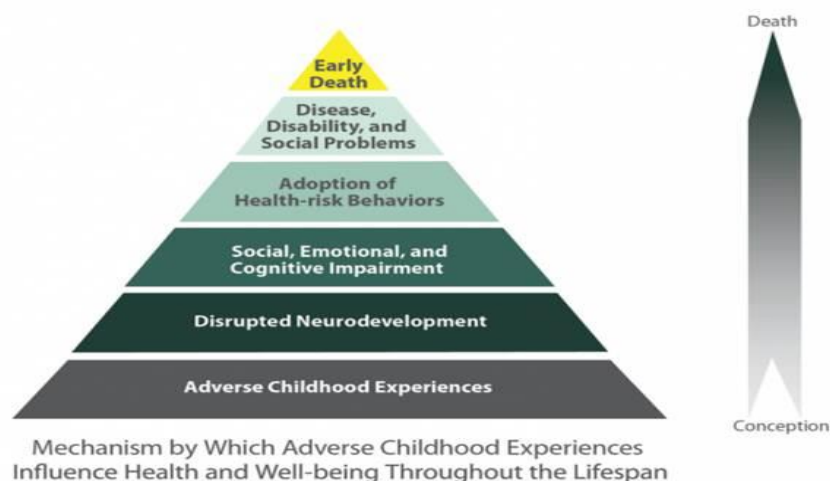 Death
Early
Death
Disease,
Disability, and
Social Problems
Adoption of
Health-risk Behaviors
Social, Emotional, and
Cognitive Impairment
Disrupted Neurodevelopment
Adverse Childhood Experiences
Conception
Mechanism by Which Adverse Childhood Experiences
Influence Health and Well-being Throughout the Lifespan